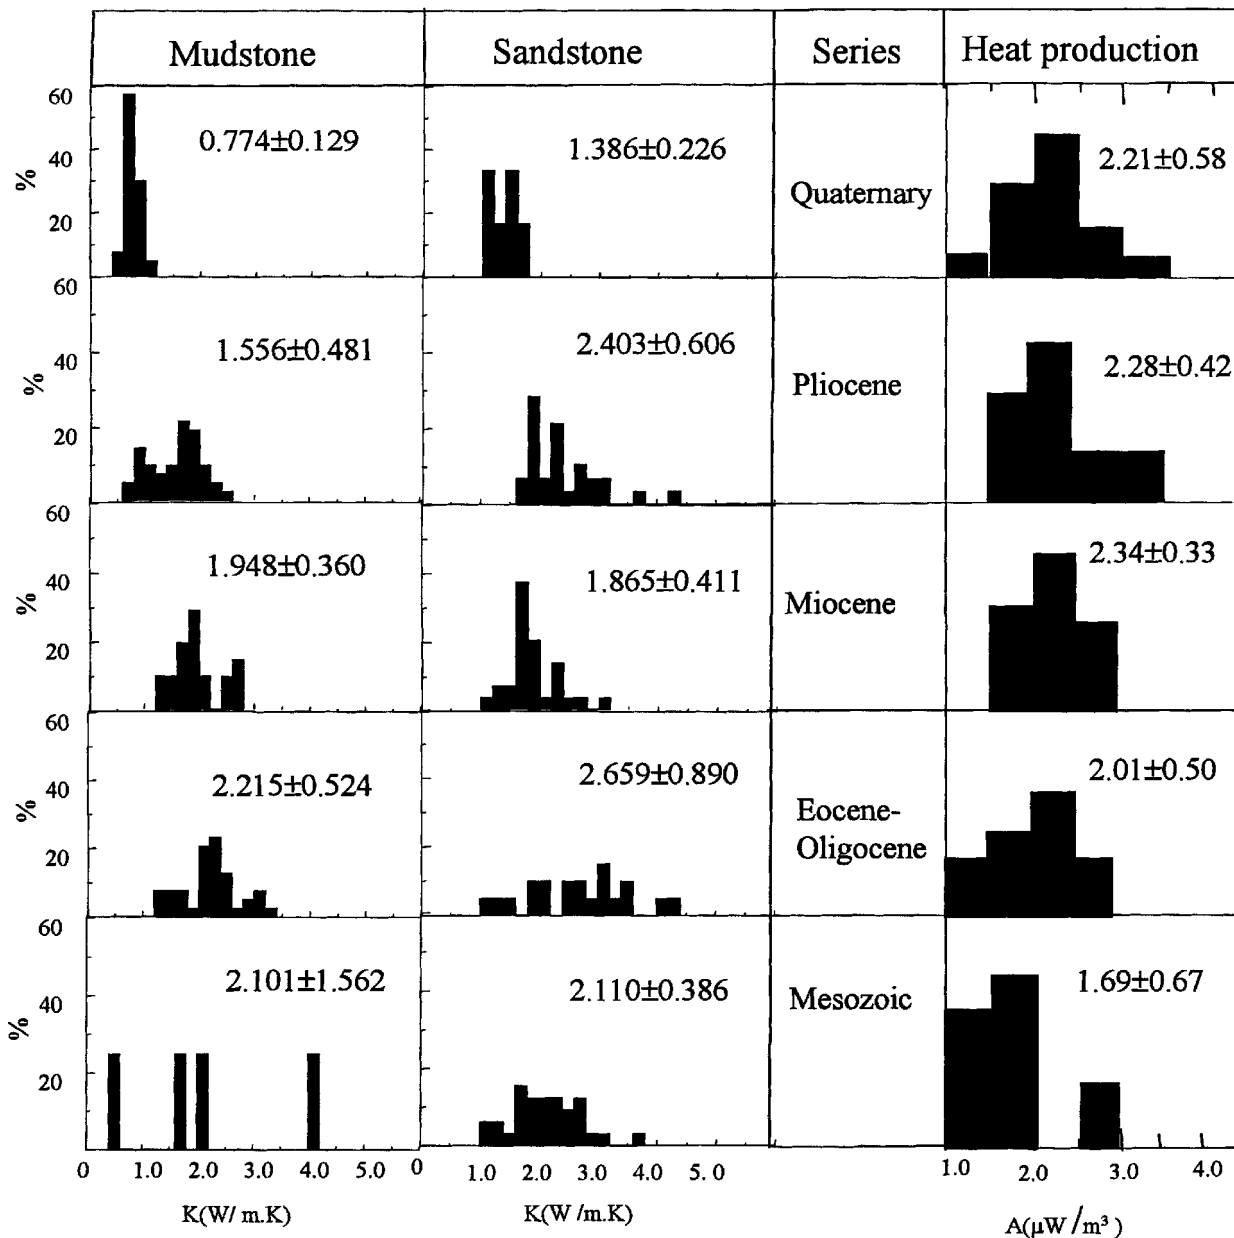 Mudstone Sandstone Series Heat production
60
40
%
20
0.774±0.129 1.386±0.226 Quaternary 2.21±0.58
60
40
%
20
1.556±0.481 2.403±0.606 Pliocene 2.28±0.42
60
40
%
20
1.948±0.360 1.865±0.411 Miocene 2.34±0.33
60
40
%
20
2.215±0.524 2.659±0.890 Eocene-
Oligocene 2.01±0.50
60
40
%
20
2.101±1.562 2.110±0.386 Mesozoic 1.69±0.67
0 1.0 2.0 3.0 4.0 5.0 0 1.0 2.0 3.0 4.0 5.0 1.0 2.0 3.0 4.0
K(W/ m.K) K(W /m.K) A(μW /m³ )